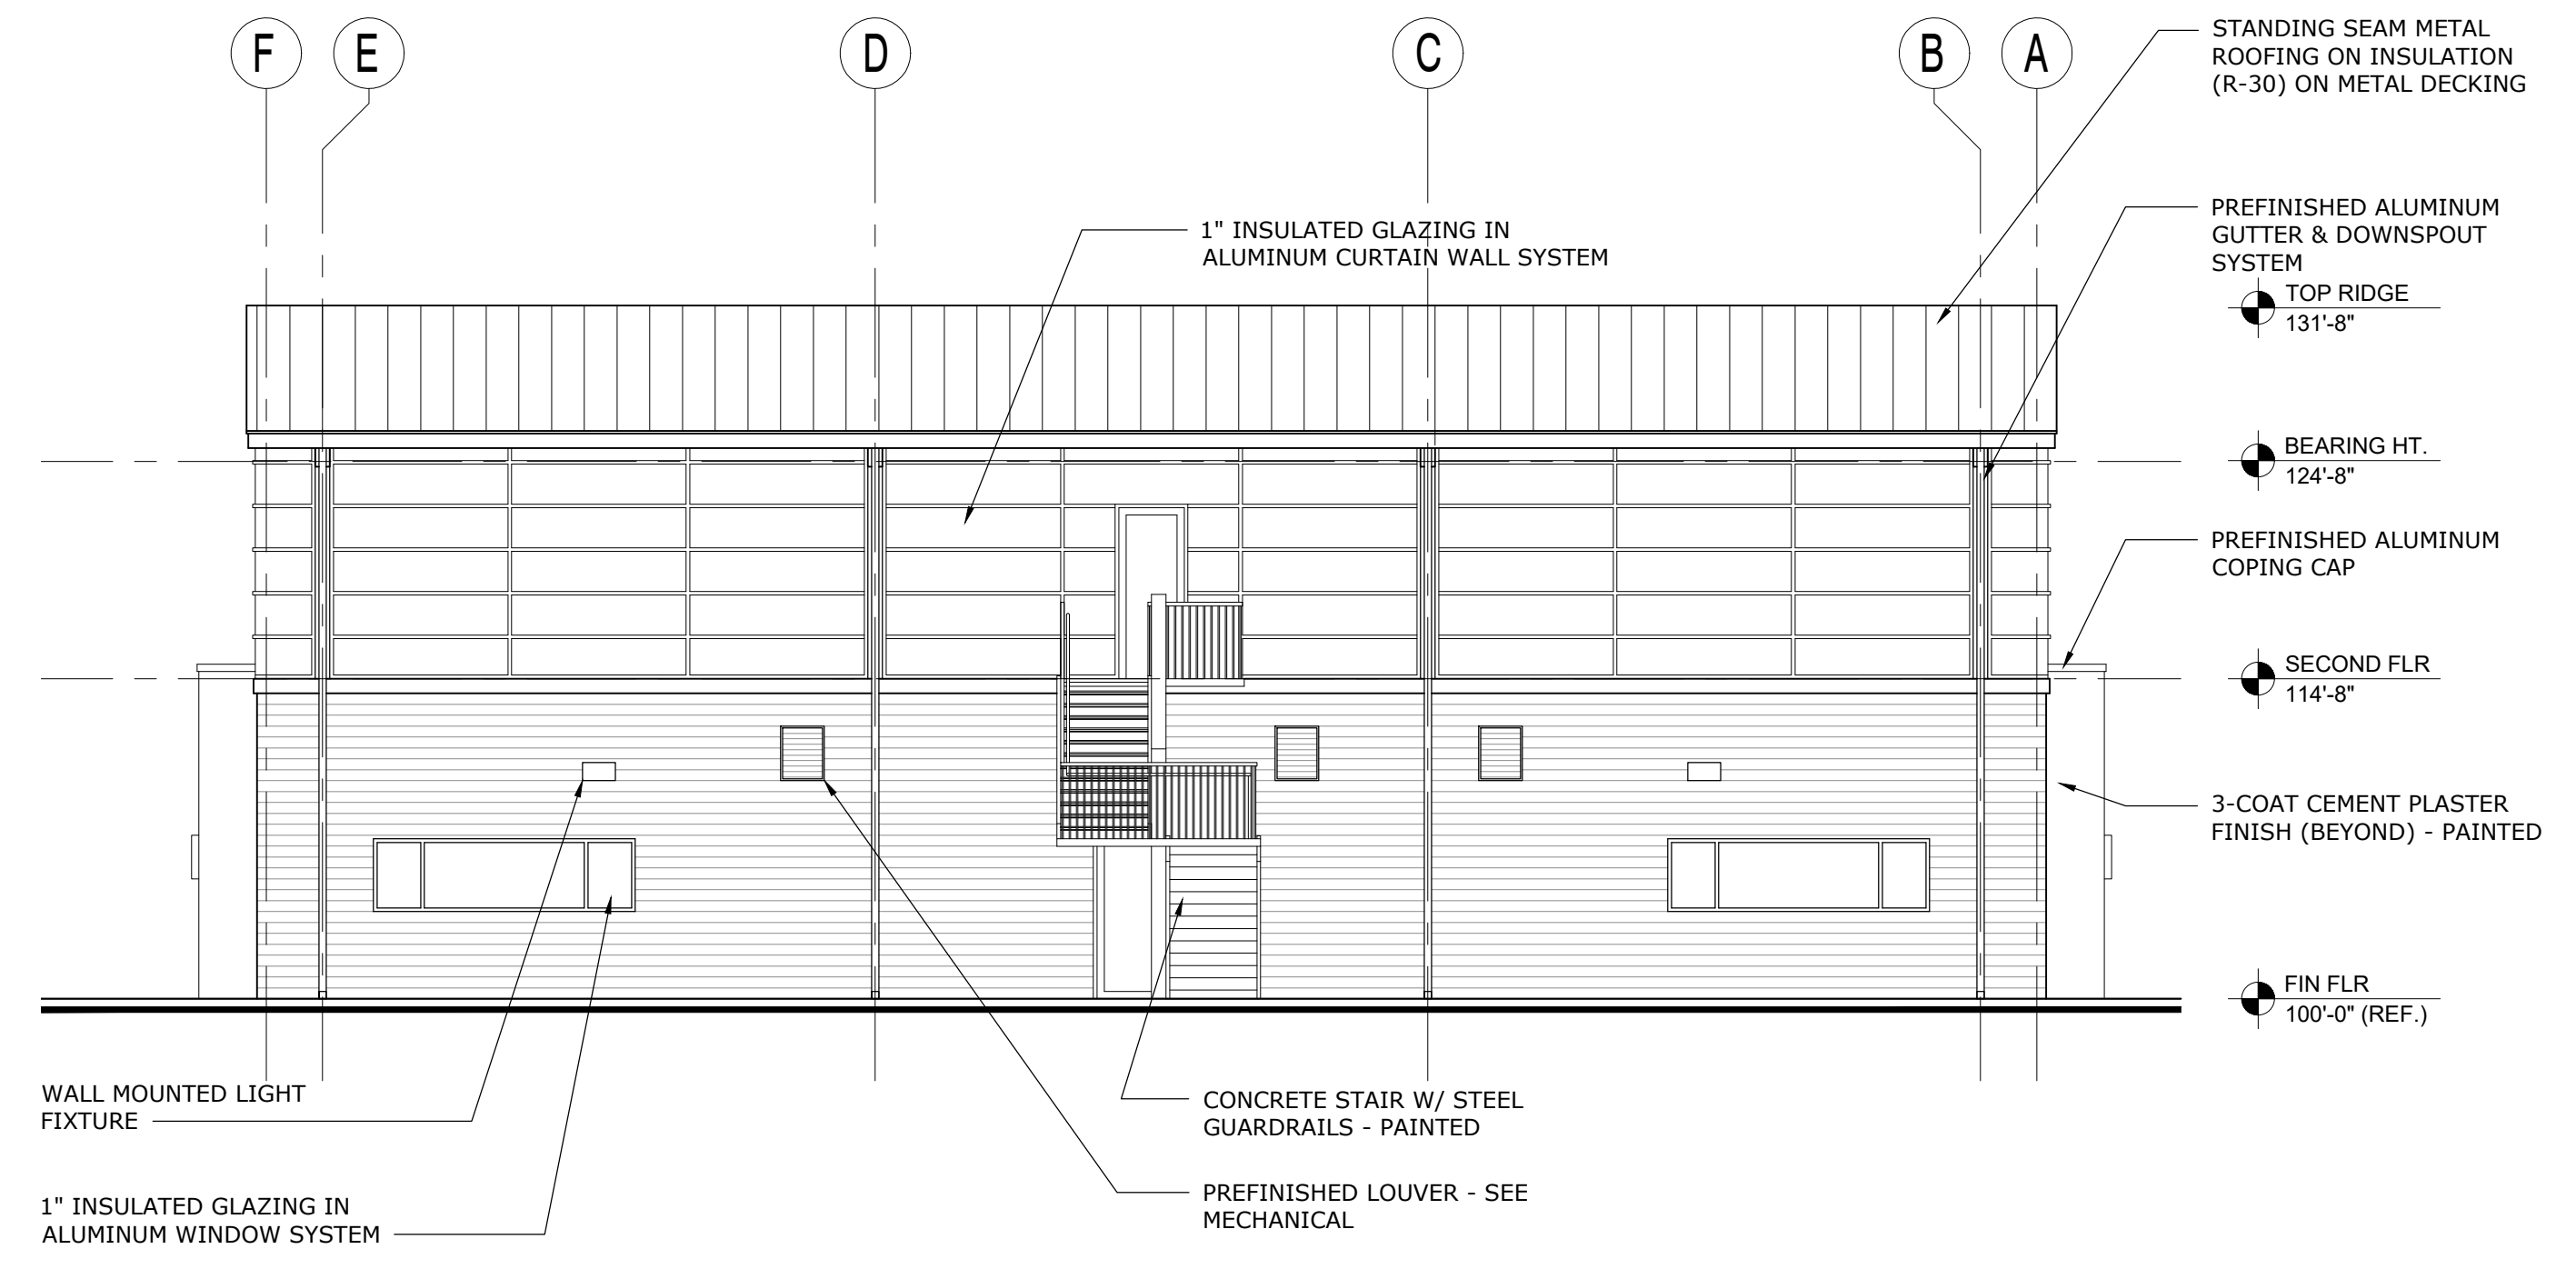 F
E
D
C
B
A
STANDING SEAM METAL
ROOFING ON INSULATION
(R-30) ON METAL DECKING
PREFINISHED ALUMINUM
GUTTER & DOWNSPOUT
SYSTEM
1" INSULATED GLAZING IN
ALUMINUM CURTAIN WALL SYSTEM
TOP RIDGE
131'-8"
BEARING HT.
124'-8"
PREFINISHED ALUMINUM
COPING CAP
SECOND FLR
114'-8"
3-COAT CEMENT PLASTER
FINISH (BEYOND) - PAINTED
FIN FLR
100'-0" (REF.)
WALL MOUNTED LIGHT
FIXTURE
CONCRETE STAIR W/ STEEL
GUARDRAILS - PAINTED
1" INSULATED GLAZING IN
ALUMINUM WINDOW SYSTEM
PREFINISHED LOUVER - SEE
MECHANICAL